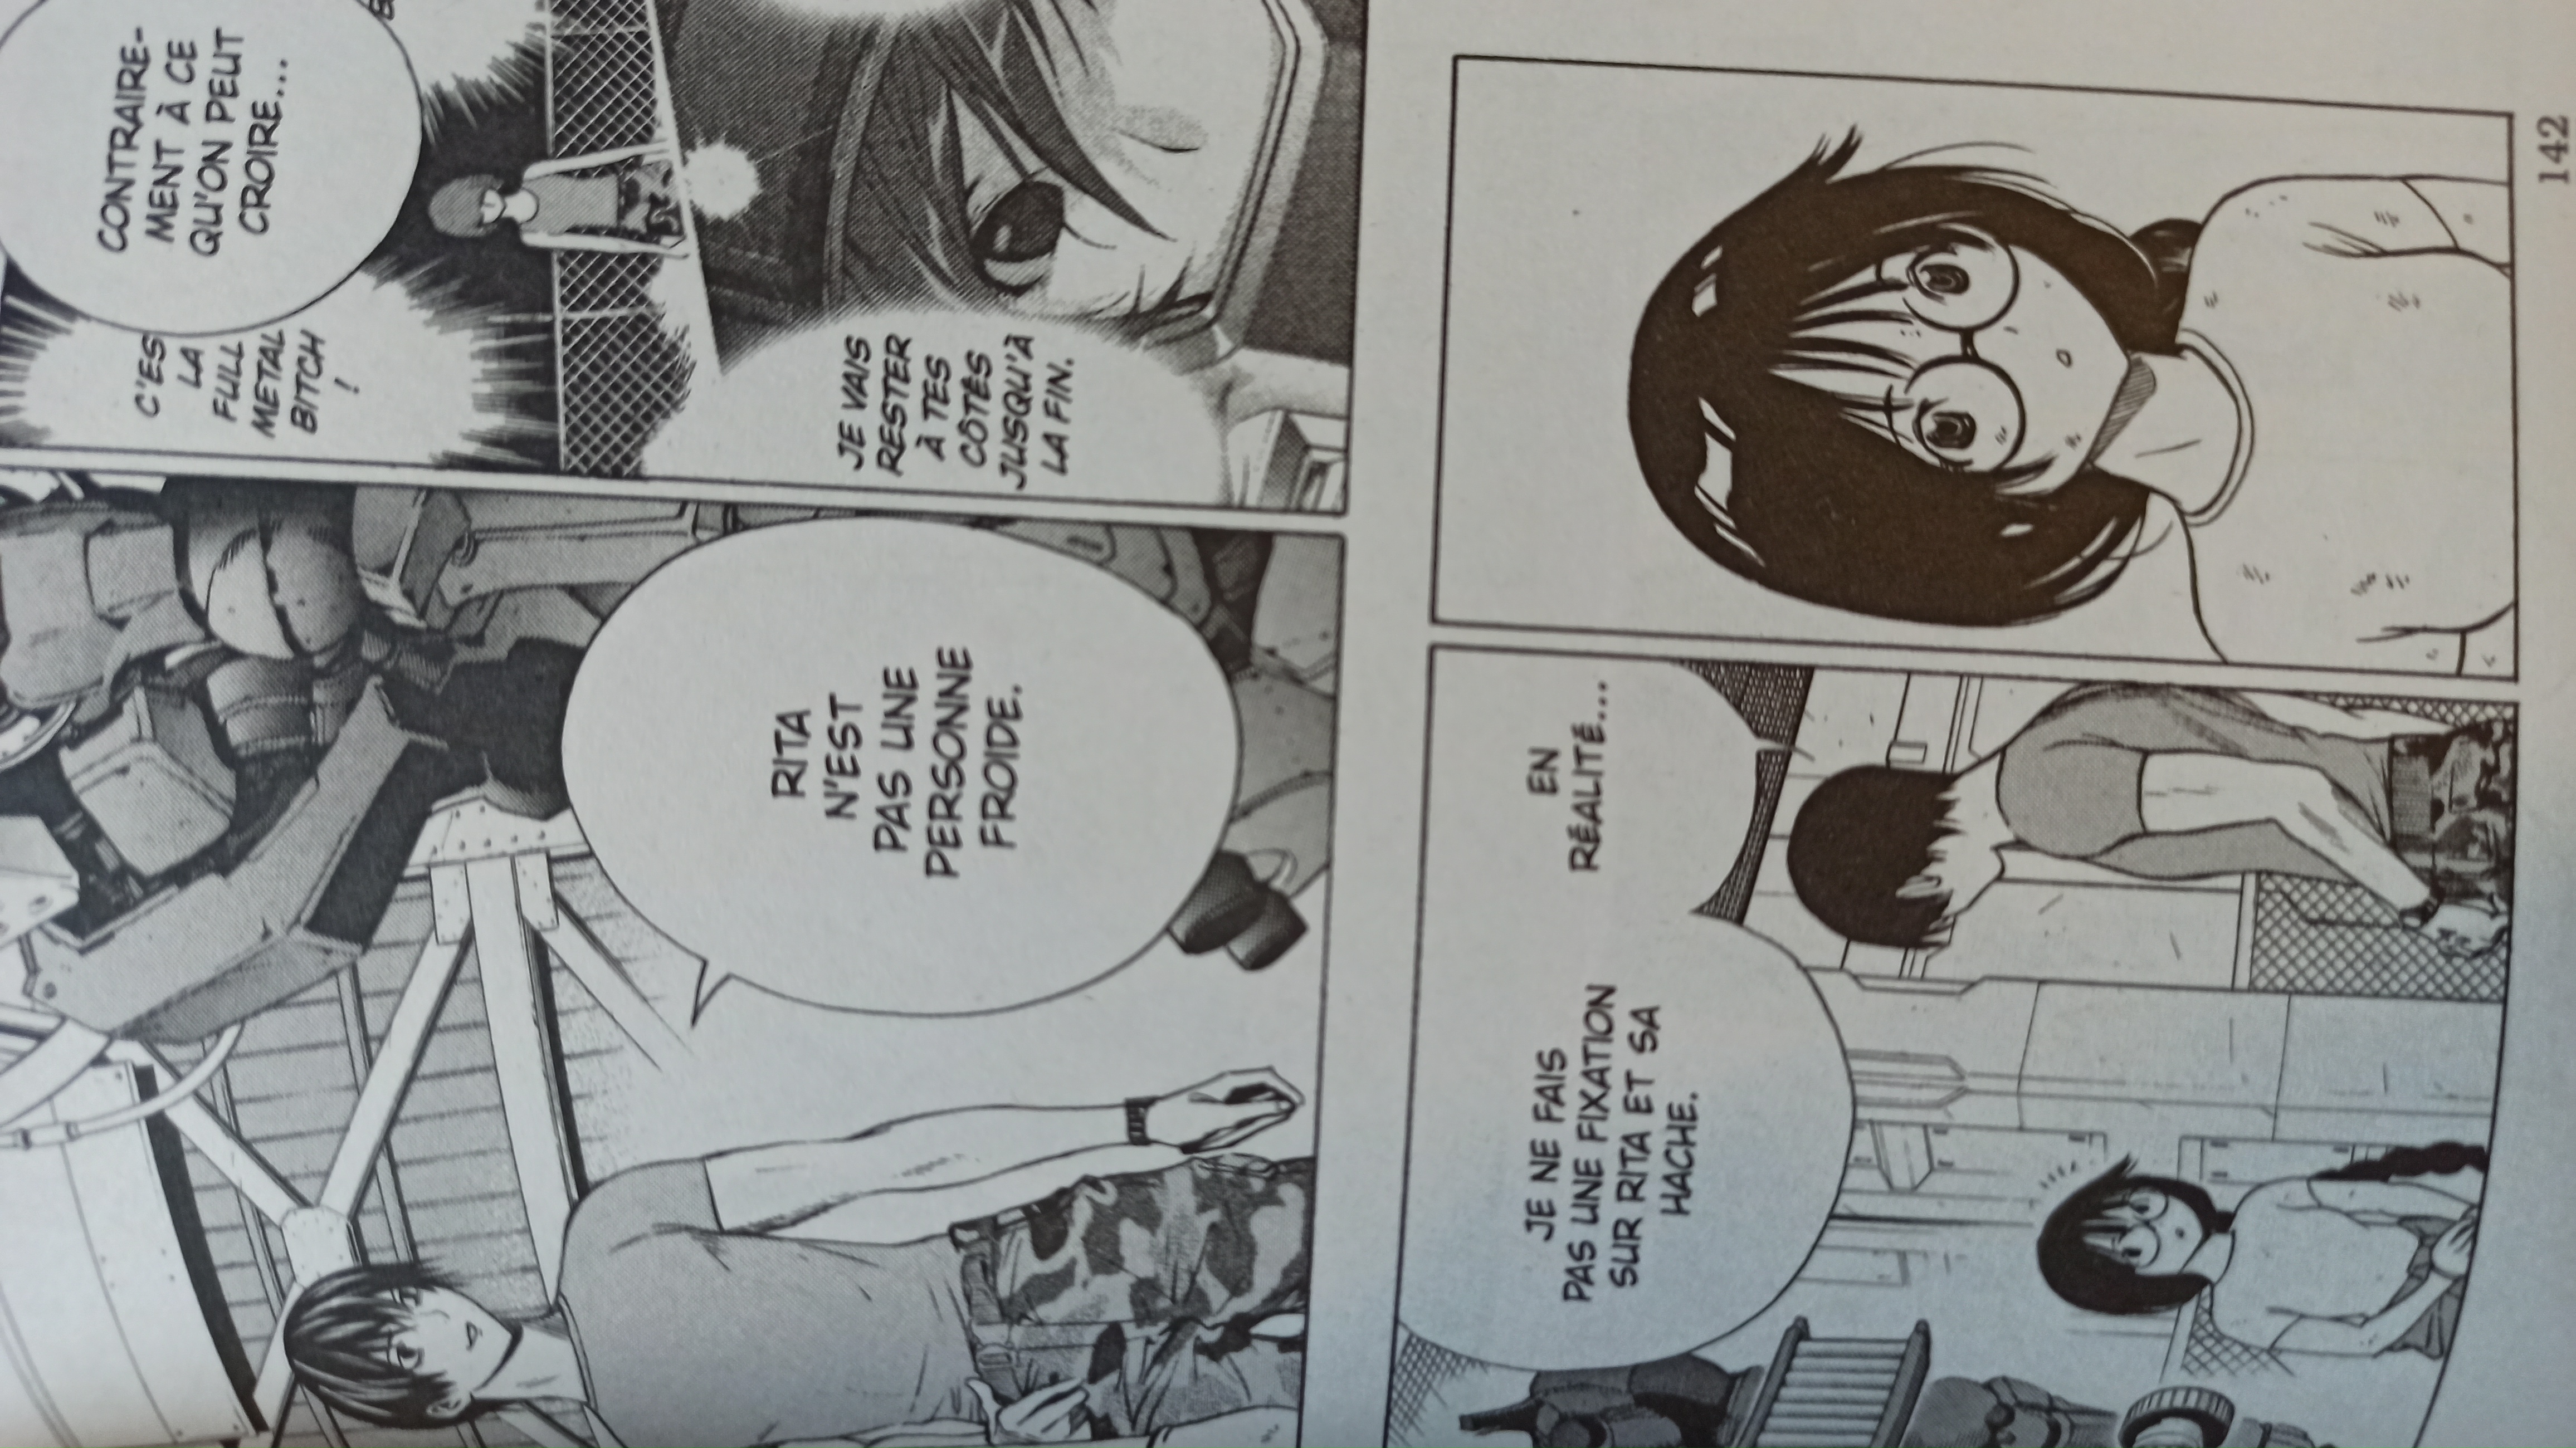 CONTRAIRE-
MENT À CE
QU'ON PEUT
CROIRE...
C'ES
LA
FULL
METAL
BITCH
!
JE VAIS
RESTER
À TES
CÔTÉS
JUSQU'À
LA FIN.
RITA
N'EST
PAS UNE
PERSONNE
FROIDE.
EN
RÉALITÉ...
JE NE FAIS
PAS UNE FIXATION
SUR RITA ET SA
HACHE.
142